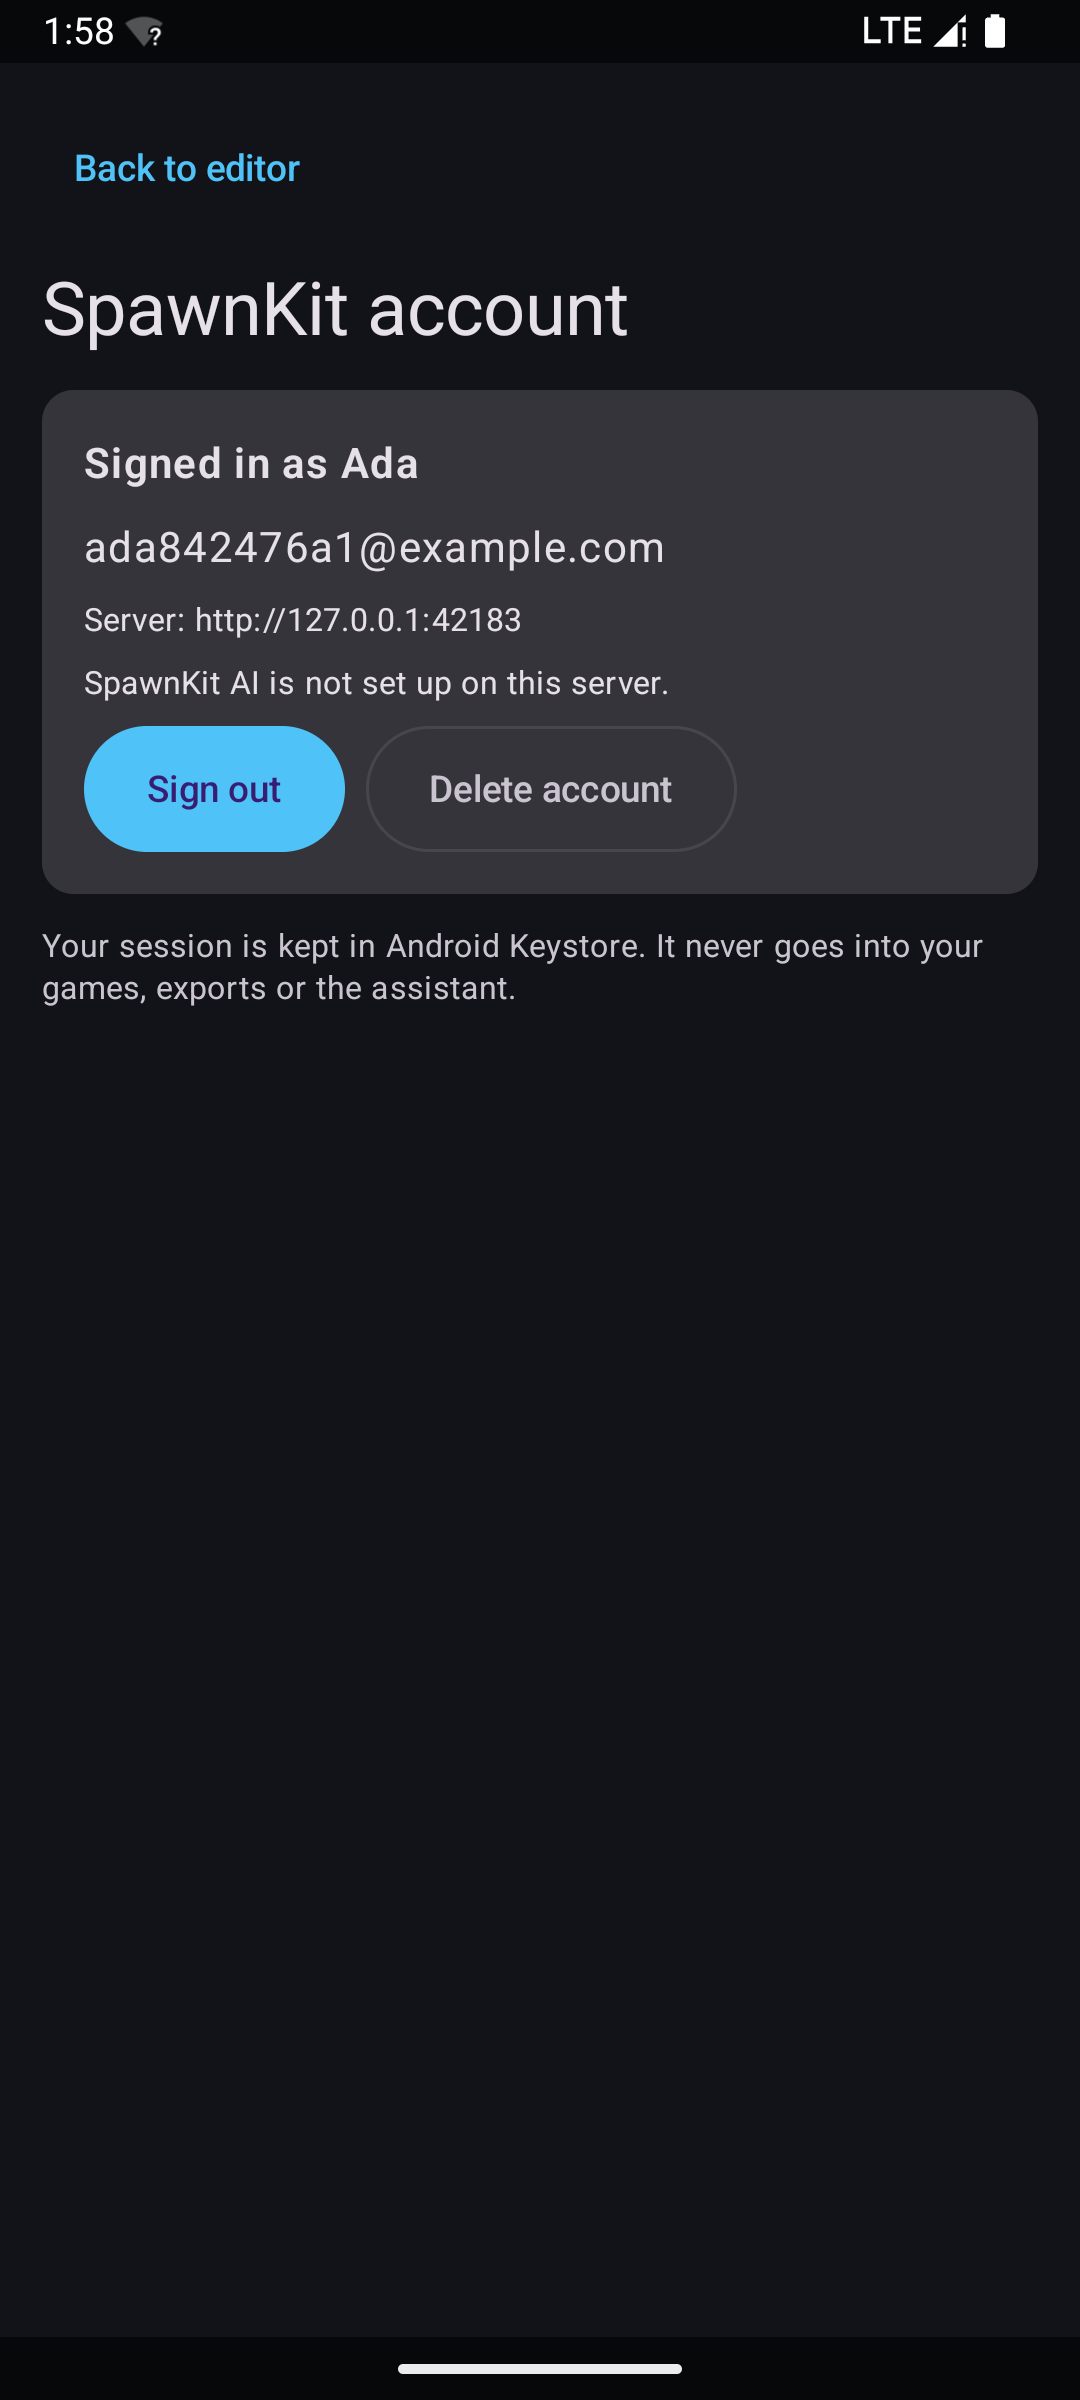 1:58
LTE
Back to editor
SpawnKit account
Signed in as Ada
ada842476a1@example.com
Server: http://127.0.0.1:42183
SpawnKit AI is not set up on this server.
Sign out
Delete account
Your session is kept in Android Keystore. It never goes into your
games, exports or the assistant.